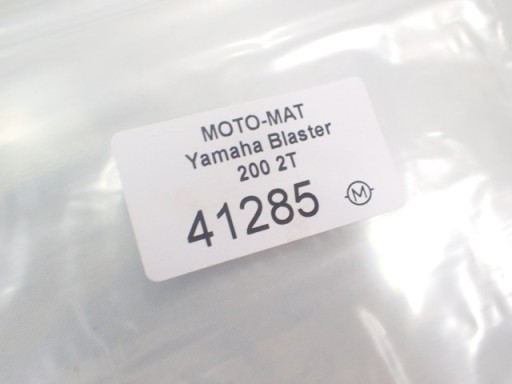 MOTO-MAT
Yamaha Blaster
200 2T
41285
M